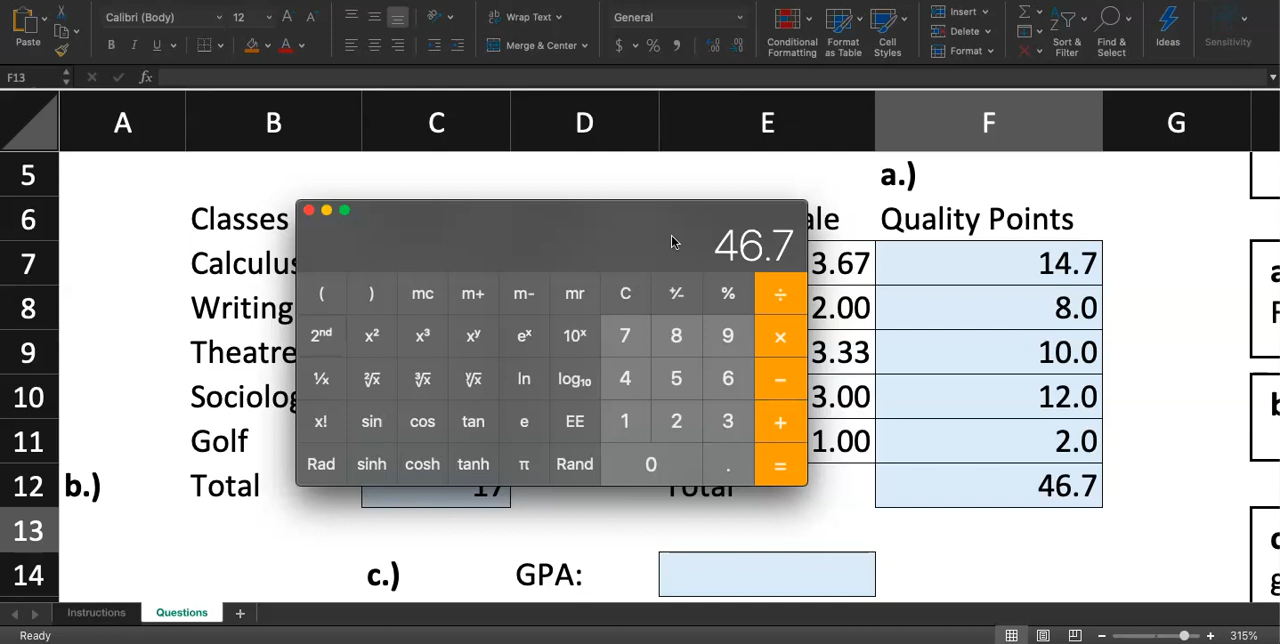 Calibri (Body) 12 A A Wrap Text General Insert Σ
Paste B I U A Merge & Center $ % , Conditional Formatting Format as Table Cell Styles Delete Format Sort & Filter Find & Select Ideas Sensitivity
F13 fx
A B C D E F G
5 a.)
6 Classes ale Quality Points
7 Calculus 3.67 14.7
8 Writing 2.00 8.0
9 Theatre 3.33 10.0
10 Sociolog 3.00 12.0
11 Golf 1.00 2.0
12 b.) Total 17 Total 46.7
13
14 c.) GPA:
46.7
( ) mc m+ m- mr C +/- % ÷
2nd x² x³ xʸ eˣ 10ˣ 7 8 9 ×
¹/x ²√x ³√x ʸ√x ln log₁₀ 4 5 6 −
x! sin cos tan e EE 1 2 3 +
Rad sinh cosh tanh π Rand 0 . =
Instructions Questions +
Ready − + 315%